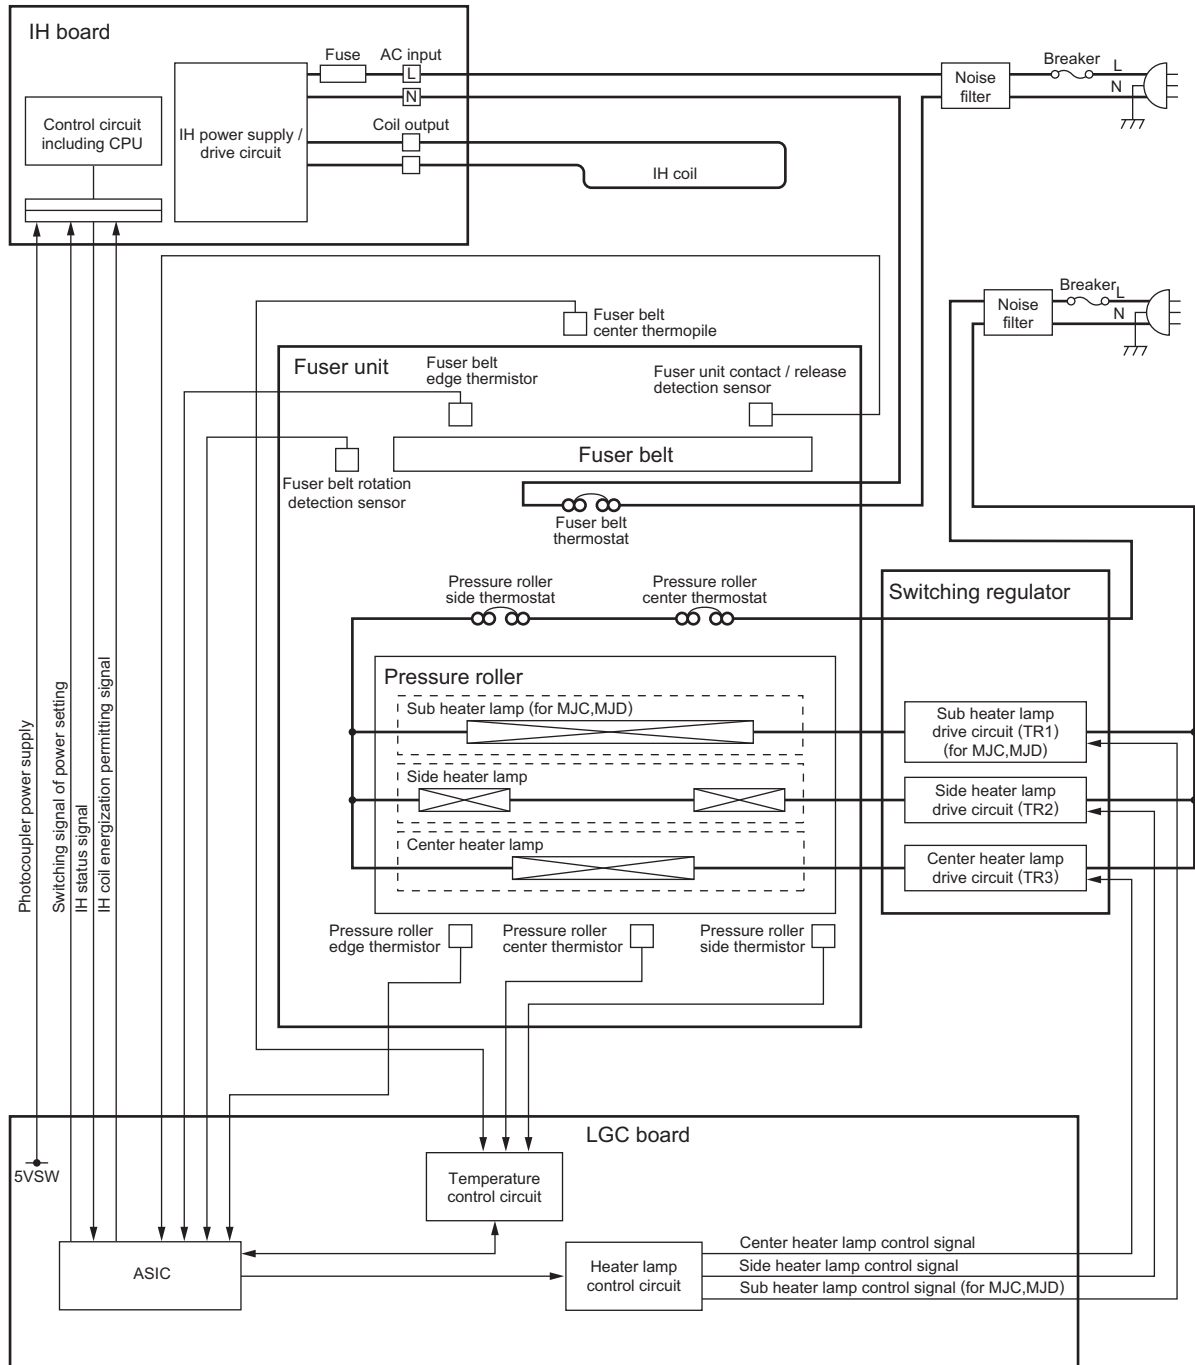 IH board
Fuse
AC input
L
N
Control circuit
including CPU
IH power supply /
drive circuit
Coil output
IH coil
Noise
filter
Breaker
L
N
Noise
filter
Breaker
L
N
Fuser belt
center thermopile
Fuser unit
Fuser belt
edge thermistor
Fuser unit contact / release
detection sensor
Fuser belt
Fuser belt rotation
detection sensor
Fuser belt
thermostat
Pressure roller
side thermostat
Pressure roller
center thermostat
Switching regulator
Pressure roller
Sub heater lamp (for MJC,MJD)
Side heater lamp
Center heater lamp
Sub heater lamp
drive circuit (TR1)
(for MJC,MJD)
Side heater lamp
drive circuit (TR2)
Center heater lamp
drive circuit (TR3)
Photocoupler power supply
Switching signal of power setting
IH status signal
IH coil energization permitting signal
Pressure roller
edge thermistor
Pressure roller
center thermistor
Pressure roller
side thermistor
LGC board
5VSW
Temperature
control circuit
ASIC
Heater lamp
control circuit
Center heater lamp control signal
Side heater lamp control signal
Sub heater lamp control signal (for MJC,MJD)